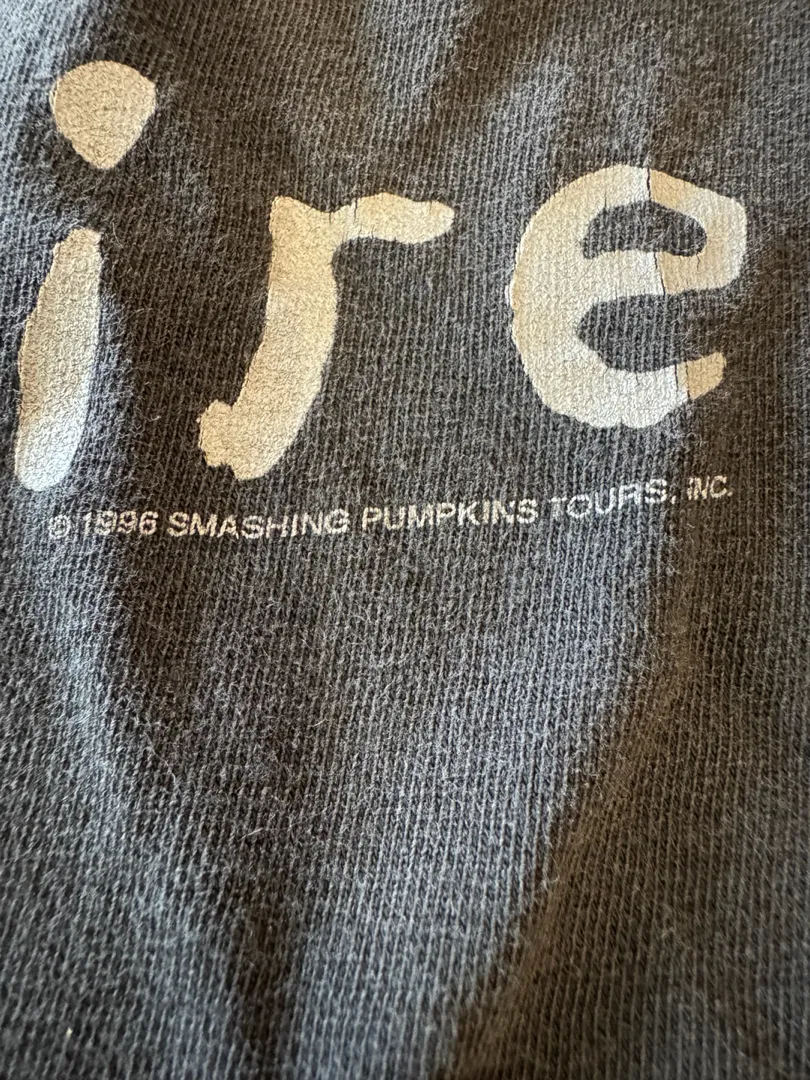 ire
© 1996 SMASHING PUMPKINS TOURS, INC.